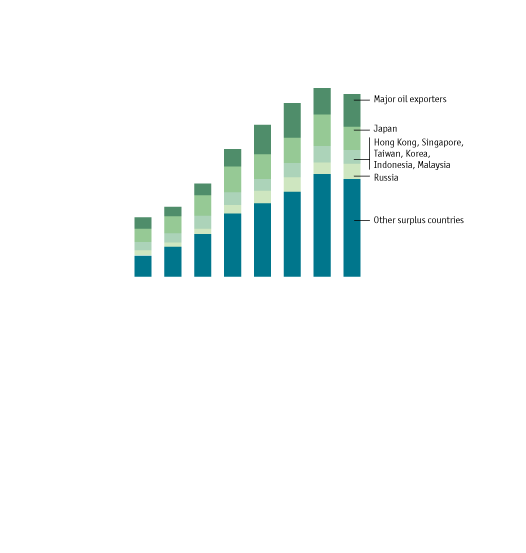 Major oil exporters
Japan
Hong Kong, Singapore,
Taiwan, Korea,
Indonesia, Malaysia
Russia
Other surplus countries